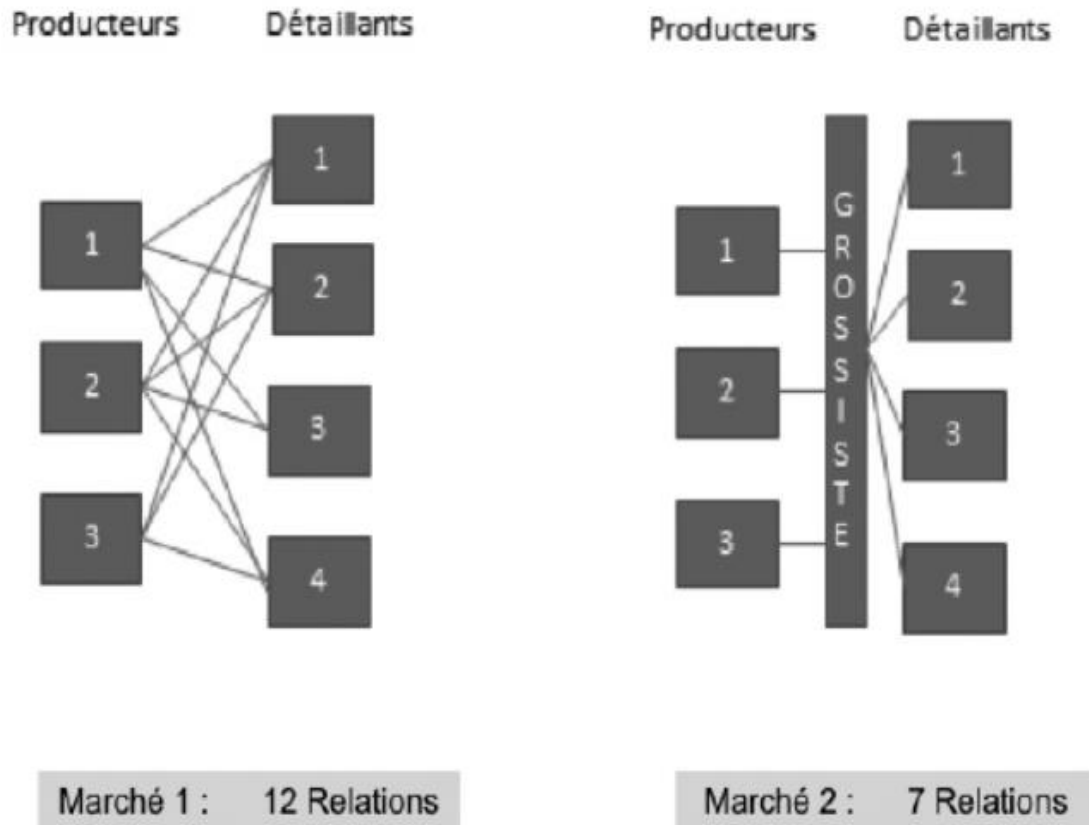 Producteurs Détaillants
1
2
3
1
2
3
4
Marché 1 : 12 Relations
Producteurs Détaillants
1
2
3
GROSSISTE
1
2
3
4
Marché 2 : 7 Relations